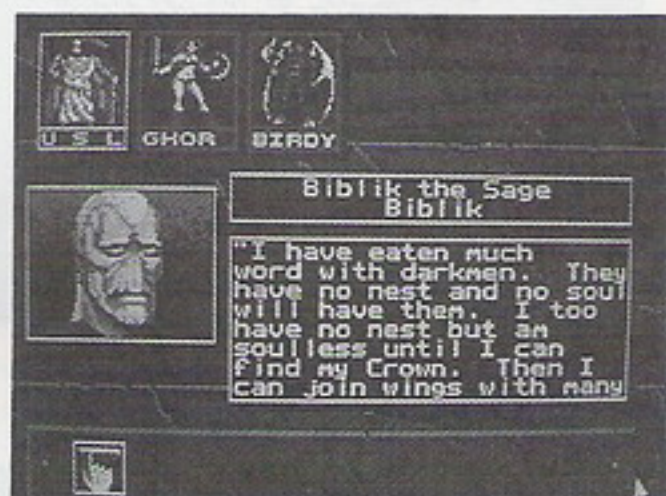 U S L GHOR BIRDY
Biblik the Sage
Biblik
"I have eaten much
word with darkmen. They
have no nest and no soul
will have them. I too
have no nest but am
soulless until I can
find my Crown. Then I
can join wings with many